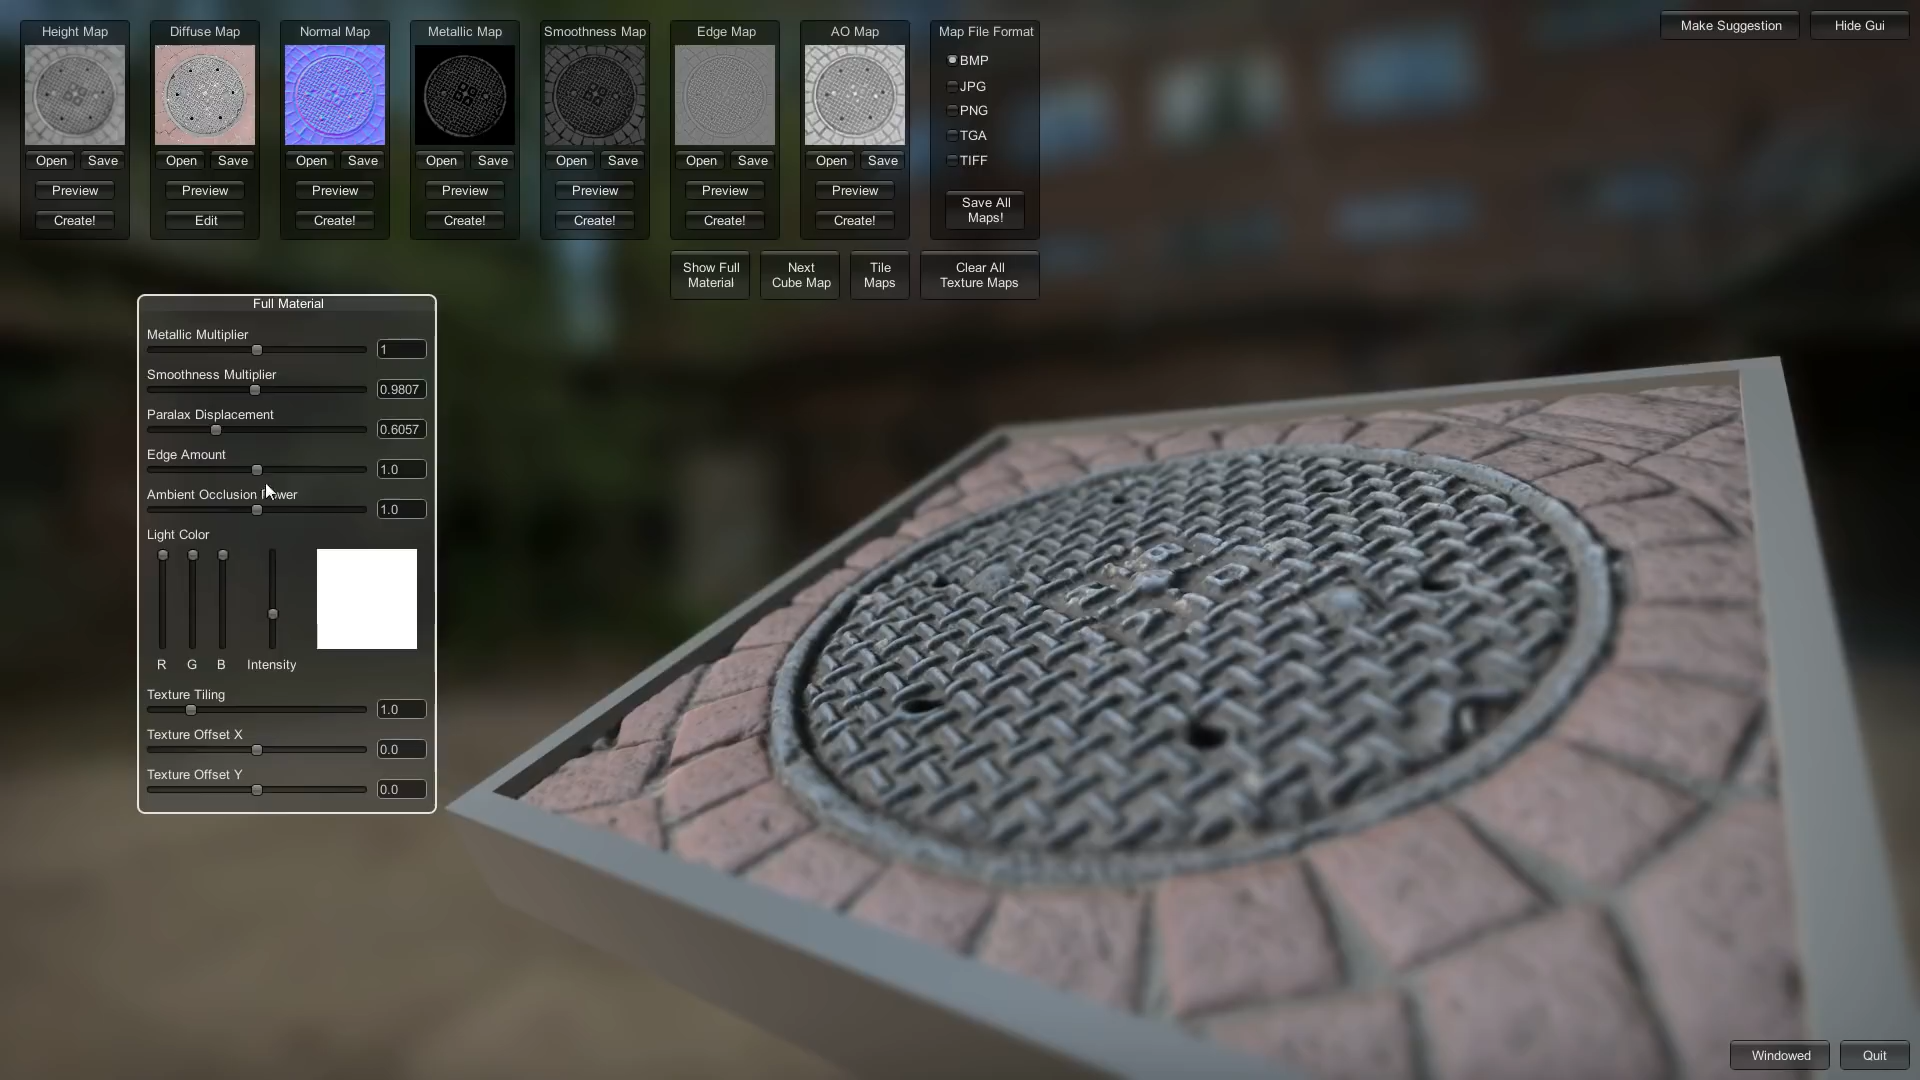 Height Map
Diffuse Map
Normal Map
Metallic Map
Smoothness Map
Edge Map
AO Map
Map File Format
Make Suggestion
Hide Gui
BMP
JPG
PNG
TGA
TIFF
Open Save
Open Save
Open Save
Open Save
Open Save
Open Save
Open Save
Preview
Preview
Preview
Preview
Preview
Preview
Preview
Create!
Edit
Create!
Create!
Create!
Create!
Create!
Save All
Maps!
Show Full
Material
Next
Cube Map
Tile
Maps
Clear All
Texture Maps
Full Material
Metallic Multiplier
1
Smoothness Multiplier
0.9807
Paralax Displacement
0.6057
Edge Amount
1.0
Ambient Occlusion Power
1.0
Light Color
R G B Intensity
Texture Tiling
1.0
Texture Offset X
0.0
Texture Offset Y
0.0
Windowed
Quit